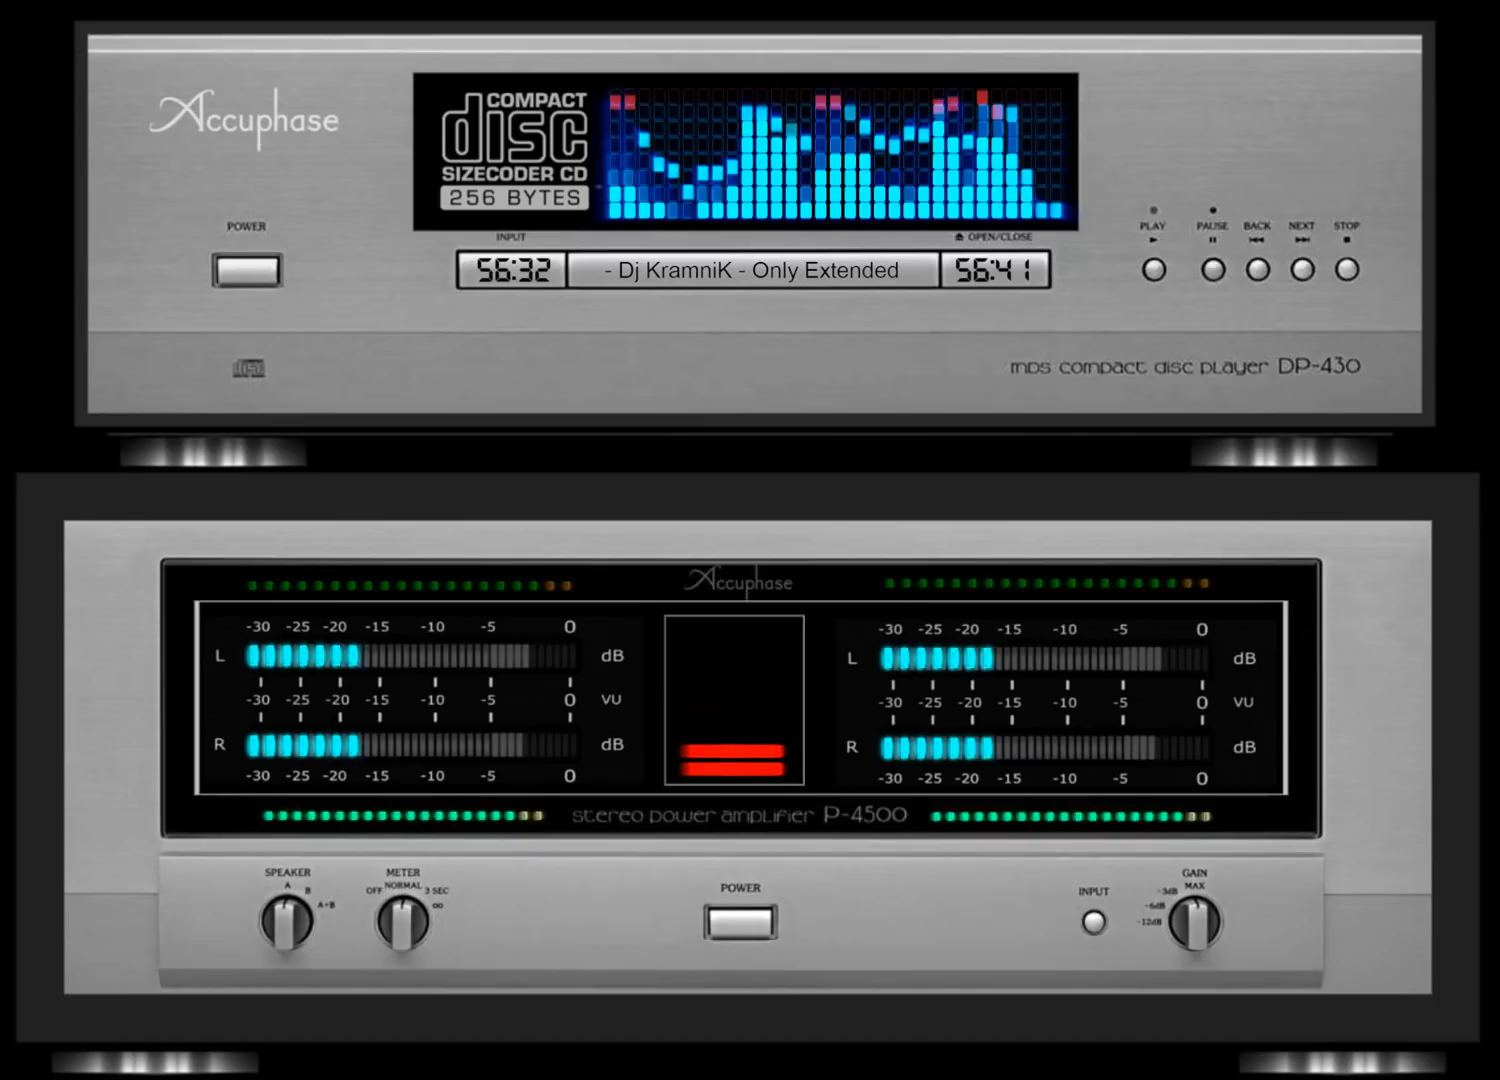 Accuphase
COMPACT
disc
SIZECODER CD
256 BYTES
POWER
INPUT
OPEN/CLOSE
56:32
- Dj KramniK - Only Extended
56:41
PLAY PAUSE BACK NEXT STOP
disc
mds compact disc player DP-430
Accuphase
-30 -25 -20 -15 -10 -5 0
L dB
-30 -25 -20 -15 -10 -5 0 VU
R dB
-30 -25 -20 -15 -10 -5 0
-30 -25 -20 -15 -10 -5 0
L dB
-30 -25 -20 -15 -10 -5 0 VU
R dB
-30 -25 -20 -15 -10 -5 0
stereo power amplifier P-4500
SPEAKER
A
B
A+B
METER
OFF NORMAL 3 SEC
∞
POWER
INPUT
GAIN
MAX
-3dB
-6dB
-12dB